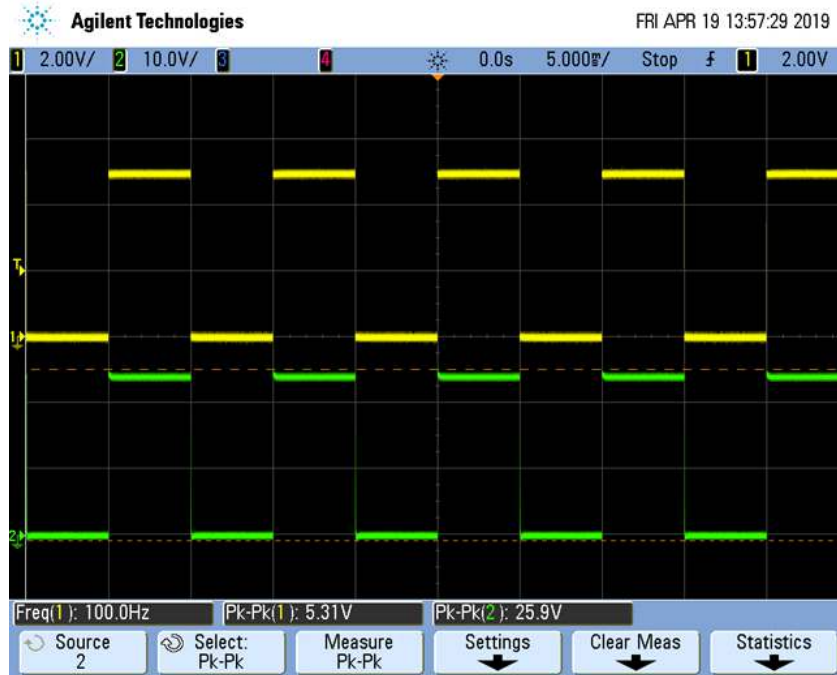 Agilent Technologies FRI APR 19 13:57:29 2019
1 2.00V/ 2 10.0V/ 3 4 0.0s 5.000㎳/ Stop 1 2.00V
T
1
2
Freq(1): 100.0Hz Pk-Pk(1): 5.31V Pk-Pk(2): 25.9V
Source Select: Measure Settings Clear Meas Statistics
2 Pk-Pk Pk-Pk